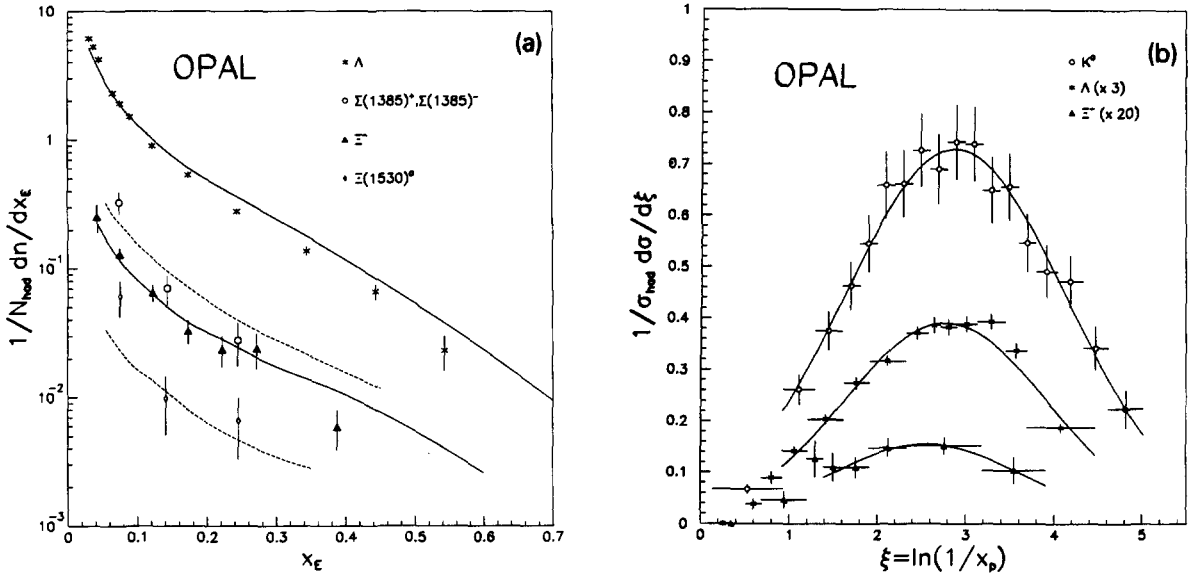 (a)
OPAL
Λ
Σ(1385)⁺,Σ(1385)⁻
Ξ⁻
Ξ(1530)⁰
1/N_had dn/dx_E
10
1
10⁻¹
10⁻²
10⁻³
0 0.1 0.2 0.3 0.4 0.5 0.6 0.7
x_E
(b)
OPAL
K⁰
Λ (x 3)
Ξ⁻ (x 20)
1/σ_had dσ/dξ
1
0.9
0.8
0.7
0.6
0.5
0.4
0.3
0.2
0.1
0
0 1 2 3 4 5
ξ=ln(1/x_p)